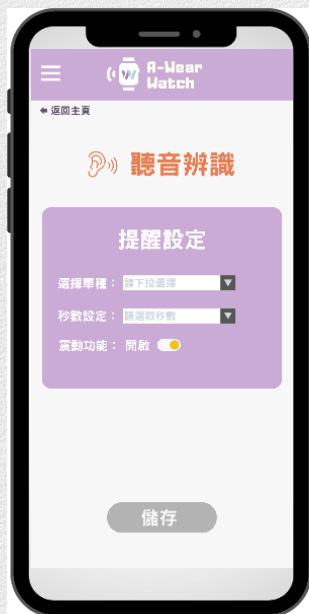 A-Wear
Watch
返回主頁
聽音辨識
提醒設定
選擇車種： 請下拉選擇
秒數設定： 請選取秒數
震動功能： 開啟
儲存